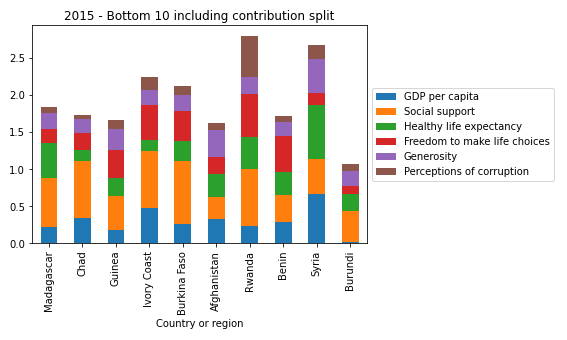 2015 - Bottom 10 including contribution split
2.5
2.0
1.5
1.0
0.5
0.0
GDP per capita
Social support
Healthy life expectancy
Freedom to make life choices
Generosity
Perceptions of corruption
Madagascar
Chad
Guinea
Ivory Coast
Burkina Faso
Afghanistan
Rwanda
Benin
Syria
Burundi
Country or region